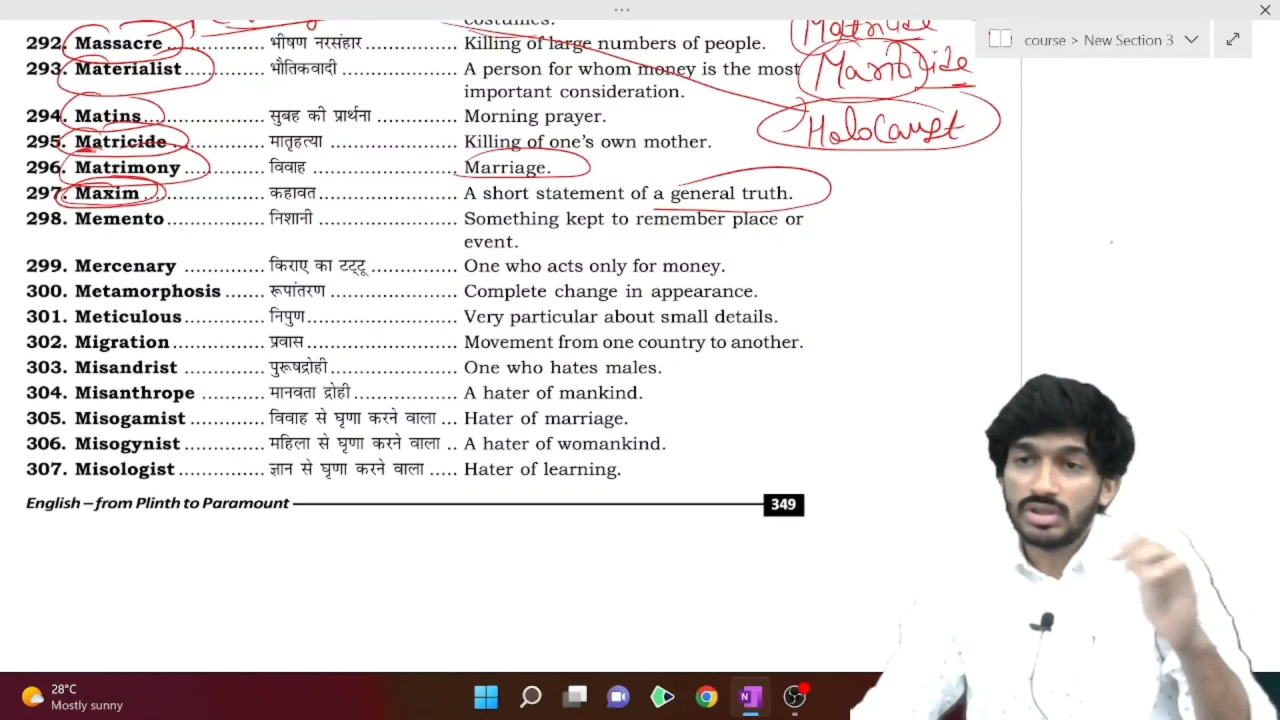 costumes.
course > New Section 3
292. Massacre .............. भीषण नरसंहार ............... Killing of large numbers of people.
293. Materialist .............. भौतिकवादी ................... A person for whom money is the most
important consideration.
294. Matins .................. सुबह की प्रार्थना ............. Morning prayer.
295. Matricide .............. मातृहत्या ..................... Killing of one's own mother.
296. Matrimony ............ विवाह ......................... Marriage.
297. Maxim .................. कहावत ....................... A short statement of a general truth.
298. Memento .............. निशानी ....................... Something kept to remember place or
event.
299. Mercenary .............. किराए का टट्टू ............... One who acts only for money.
300. Metamorphosis ....... रूपांतरण ..................... Complete change in appearance.
301. Meticulous .............. निपुण ......................... Very particular about small details.
302. Migration ................ प्रवास ......................... Movement from one country to another.
303. Misandrist .............. पुरूषद्रोही ..................... One who hates males.
304. Misanthrope .......... मानवता द्रोही ................. A hater of mankind.
305. Misogamist ............ विवाह से घृणा करने वाला ... Hater of marriage.
306. Misogynist .............. महिला से घृणा करने वाला .. A hater of womankind.
307. Misologist .............. ज्ञान से घृणा करने वाला ..... Hater of learning.
Holocaust
English – from Plinth to Paramount
349
28°C
Mostly sunny